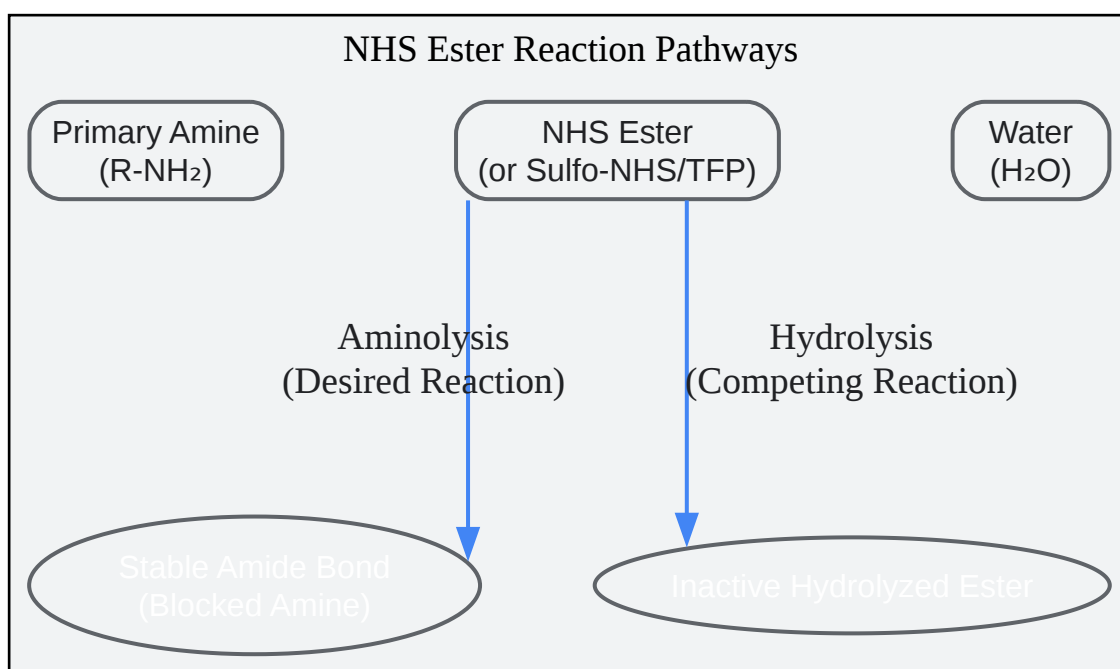 NHS Ester Reaction Pathways
Primary Amine
(R-NH₂)
NHS Ester
(or Sulfo-NHS/TFP)
Water
(H₂O)
Aminolysis
(Desired Reaction)
Hydrolysis
(Competing Reaction)
Stable Amide Bond
(Blocked Amine)
Inactive Hydrolyzed Ester